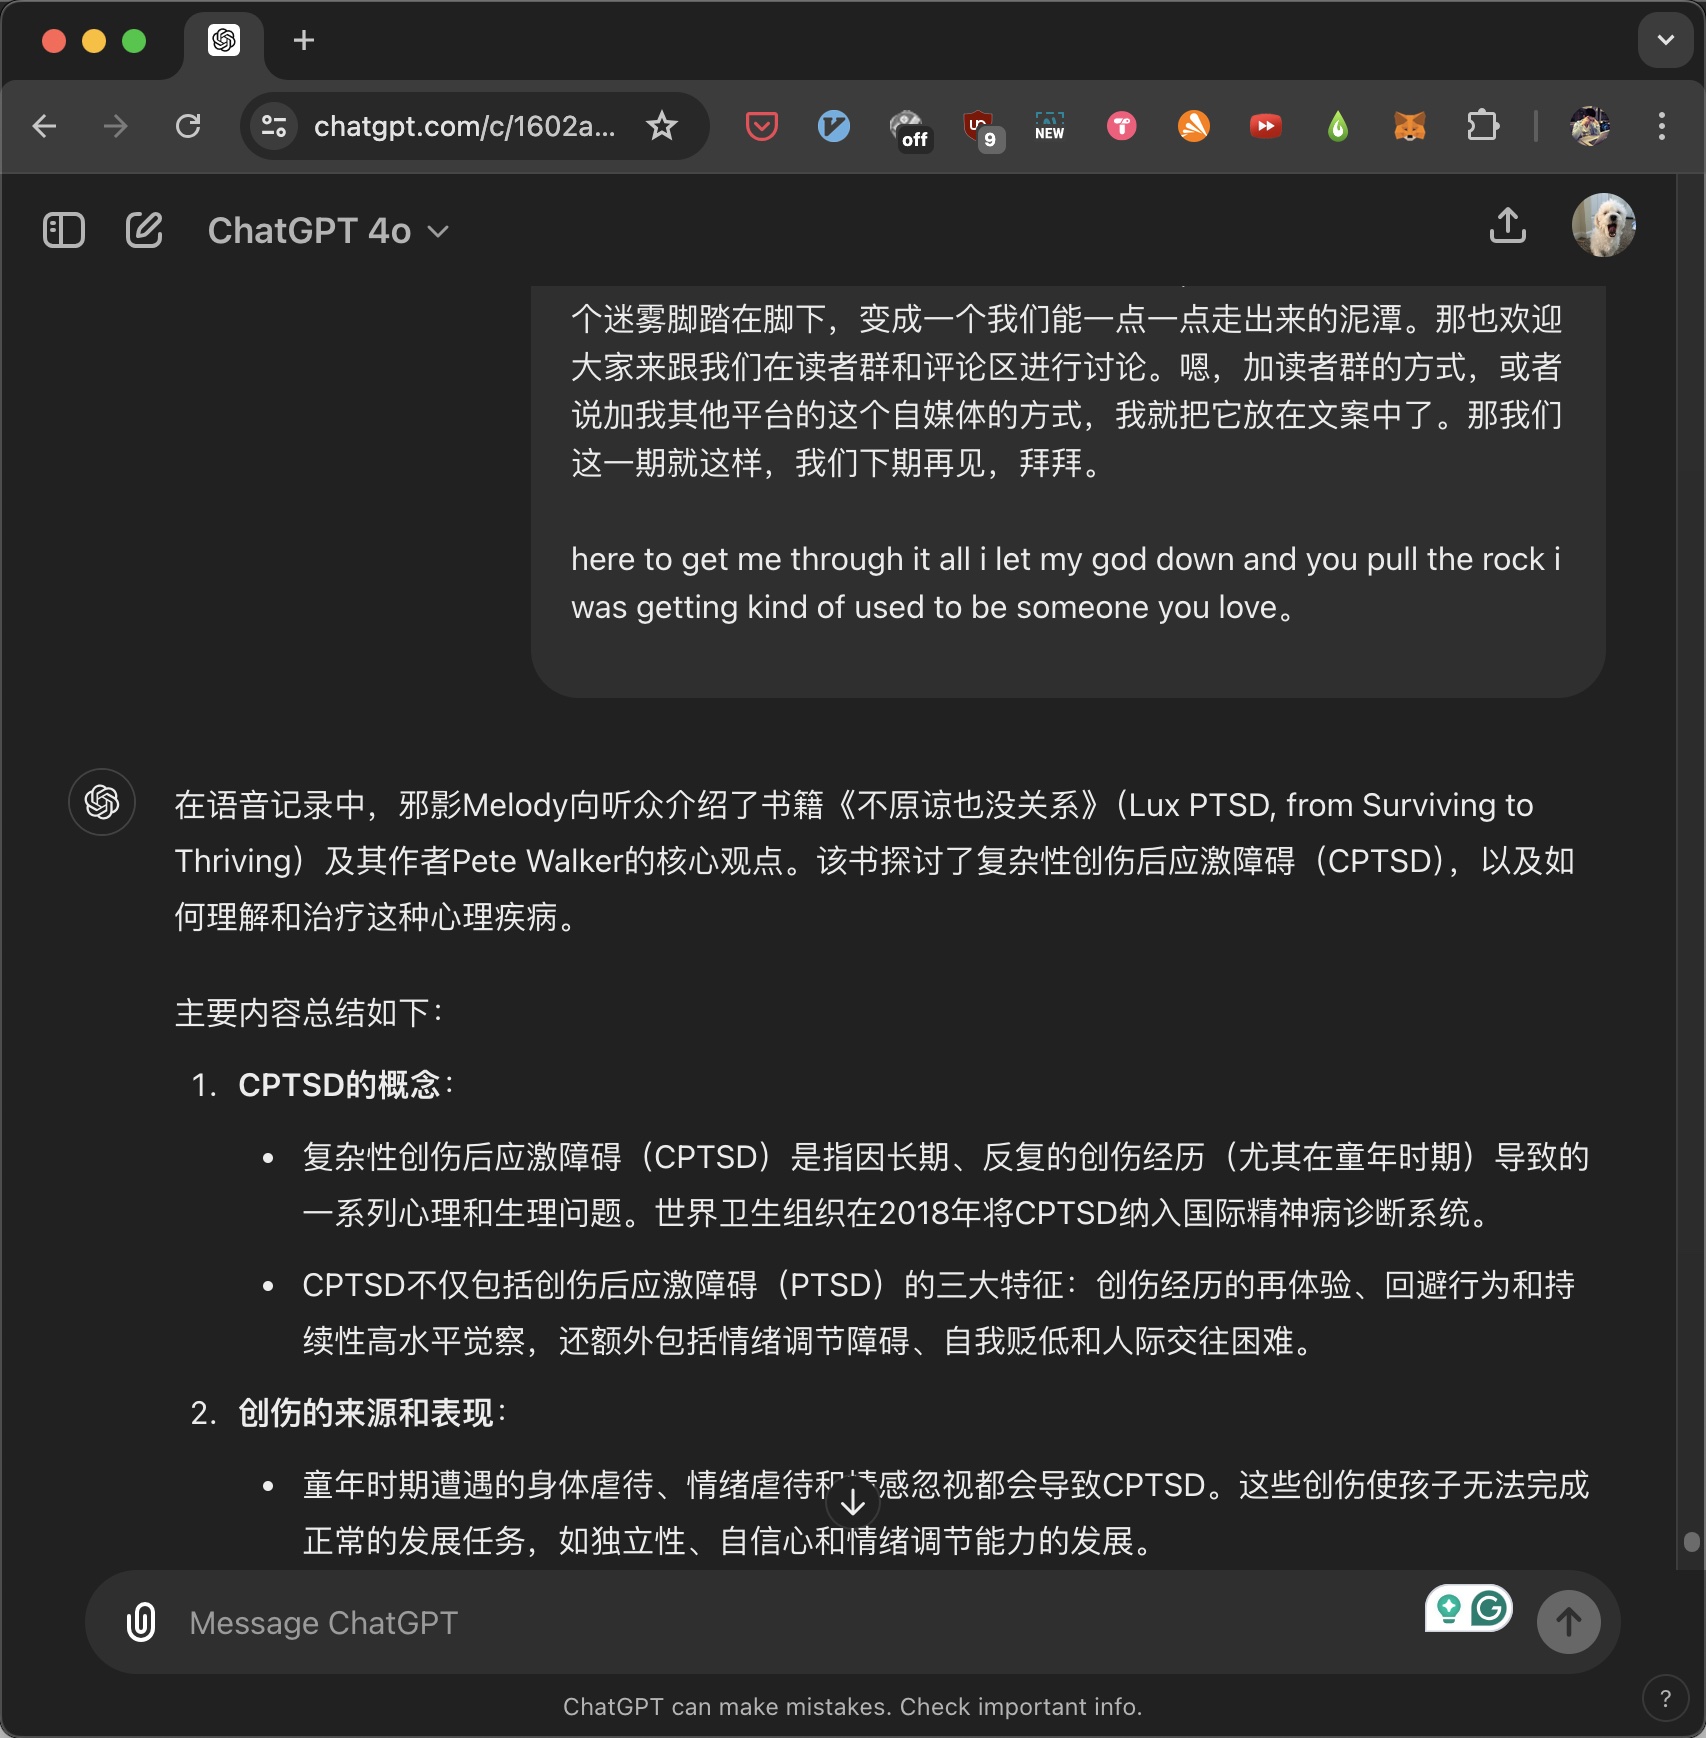 chatgpt.com/c/1602a...
off
9
NEW
ChatGPT 4o
个迷雾脚踏在脚下，变成一个我们能一点一点走出来的泥潭。那也欢迎
大家来跟我们在读者群和评论区进行讨论。嗯，加读者群的方式，或者
说加我其他平台的这个自媒体的方式，我就把它放在文案中了。那我们
这一期就这样，我们下期再见，拜拜。
here to get me through it all i let my god down and you pull the rock i
was getting kind of used to be someone you love。
在语音记录中，邪影Melody向听众介绍了书籍《不原谅也没关系》（Lux PTSD, from Surviving to
Thriving）及其作者Pete Walker的核心观点。该书探讨了复杂性创伤后应激障碍（CPTSD），以及如
何理解和治疗这种心理疾病。
主要内容总结如下：
1. CPTSD的概念：
• 复杂性创伤后应激障碍（CPTSD）是指因长期、反复的创伤经历（尤其在童年时期）导致的
一系列心理和生理问题。世界卫生组织在2018年将CPTSD纳入国际精神病诊断系统。
• CPTSD不仅包括创伤后应激障碍（PTSD）的三大特征：创伤经历的再体验、回避行为和持
续性高水平觉察，还额外包括情绪调节障碍、自我贬低和人际交往困难。
2. 创伤的来源和表现：
• 童年时期遭遇的身体虐待、情绪虐待和情感忽视都会导致CPTSD。这些创伤使孩子无法完成
正常的发展任务，如独立性、自信心和情绪调节能力的发展。
Message ChatGPT
ChatGPT can make mistakes. Check important info.
?